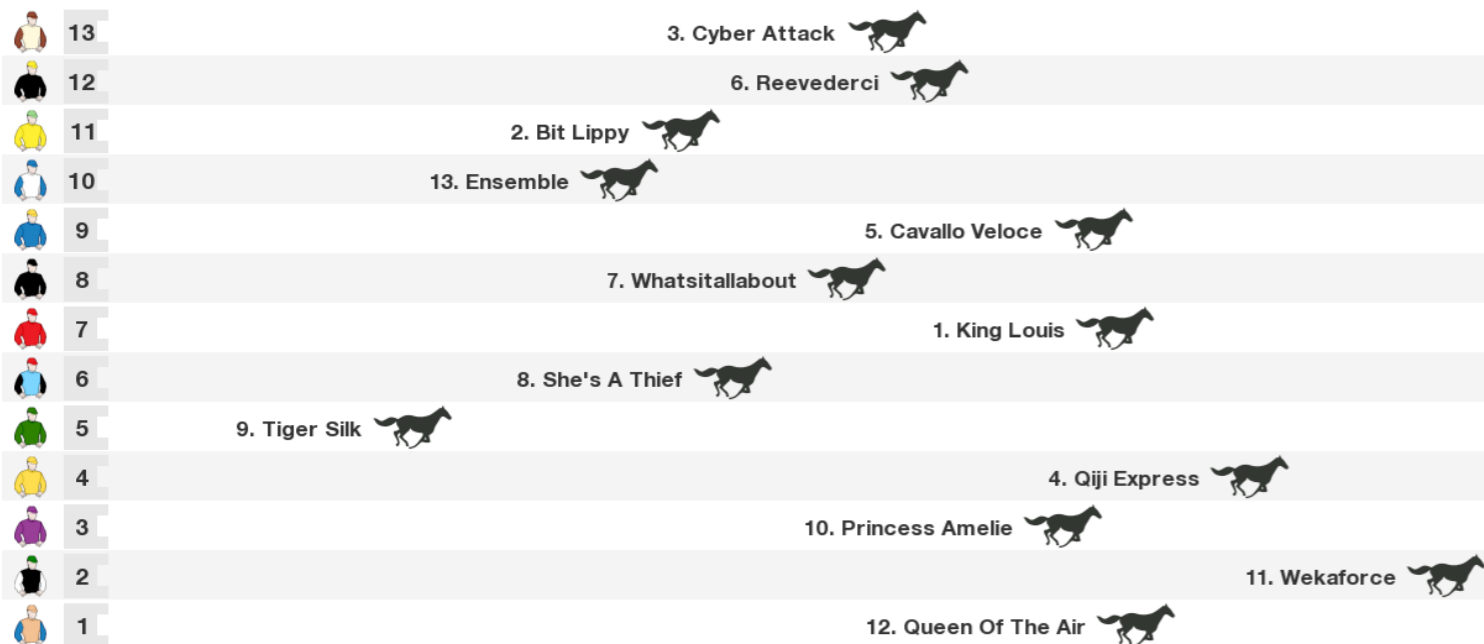 13 3. Cyber Attack
12 6. Reevederci
11 2. Bit Lippy
10 13. Ensemble
9 5. Cavallo Veloce
8 7. Whatsitallabout
7 1. King Louis
6 8. She's A Thief
5 9. Tiger Silk
4 4. Qiji Express
3 10. Princess Amelie
2 11. Wekaforce
1 12. Queen Of The Air